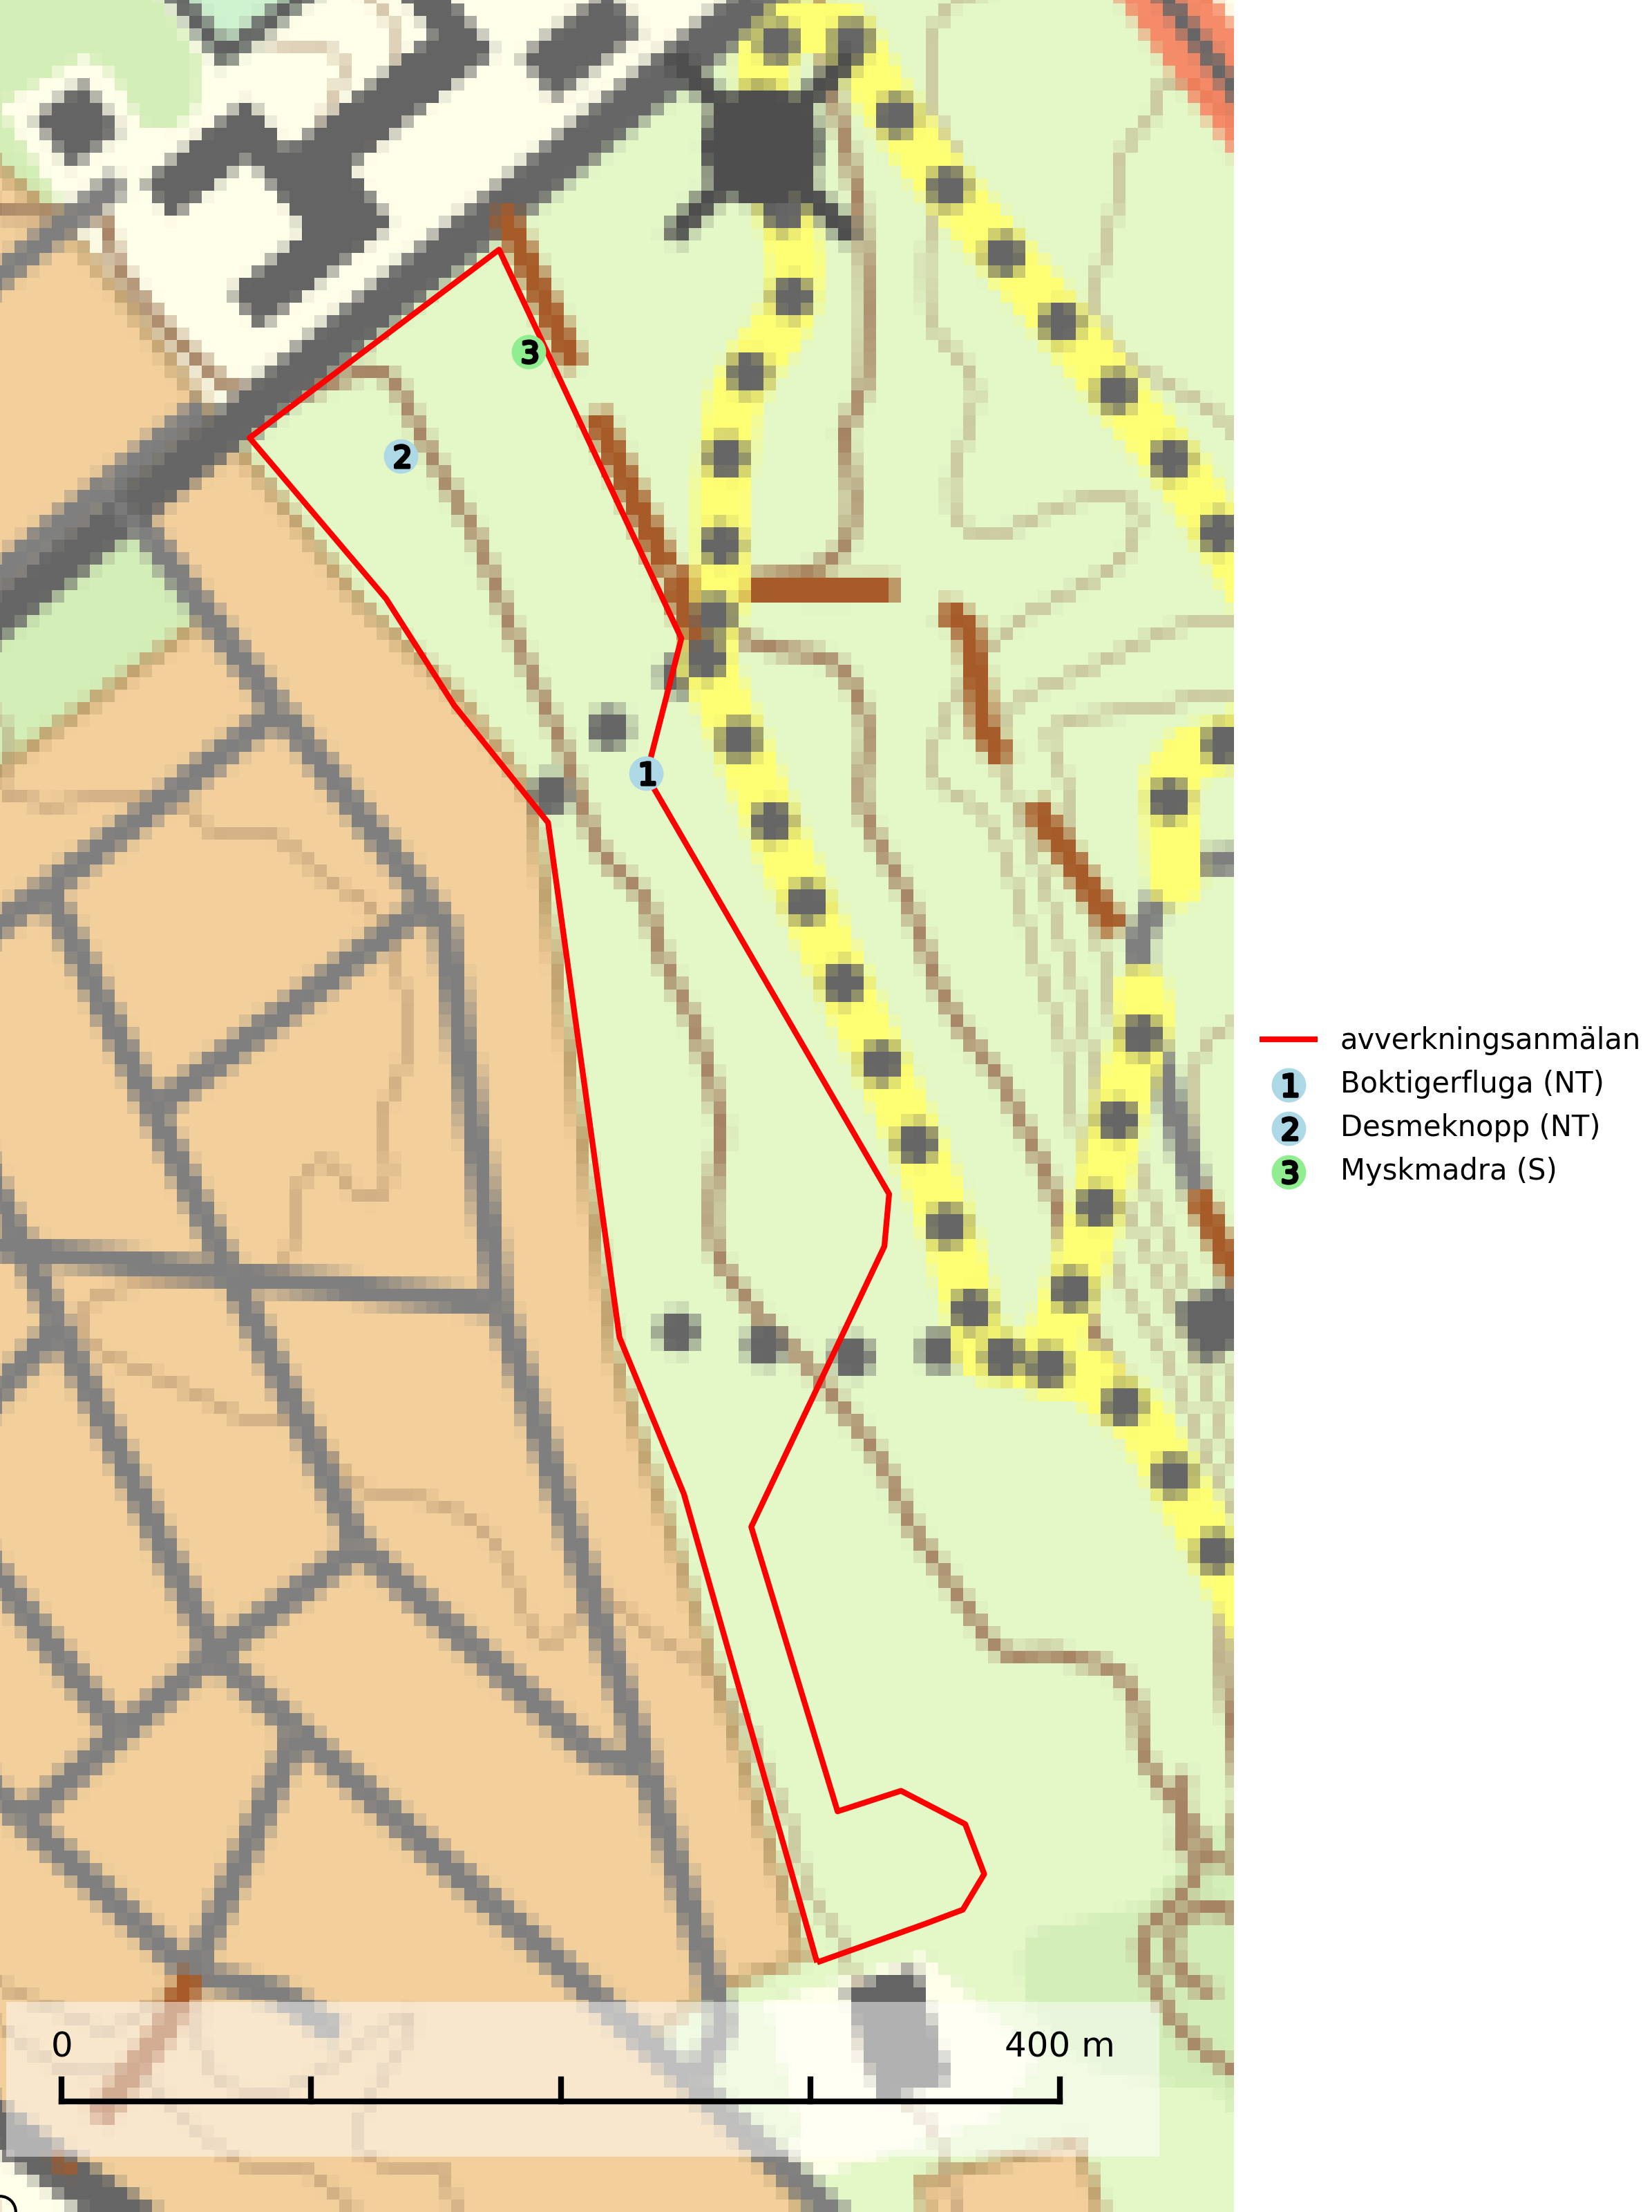 3
2
1
avverkningsanmälan
1 Boktigerfluga (NT)
2 Desmeknopp (NT)
3 Myskmadra (S)
0 400 m